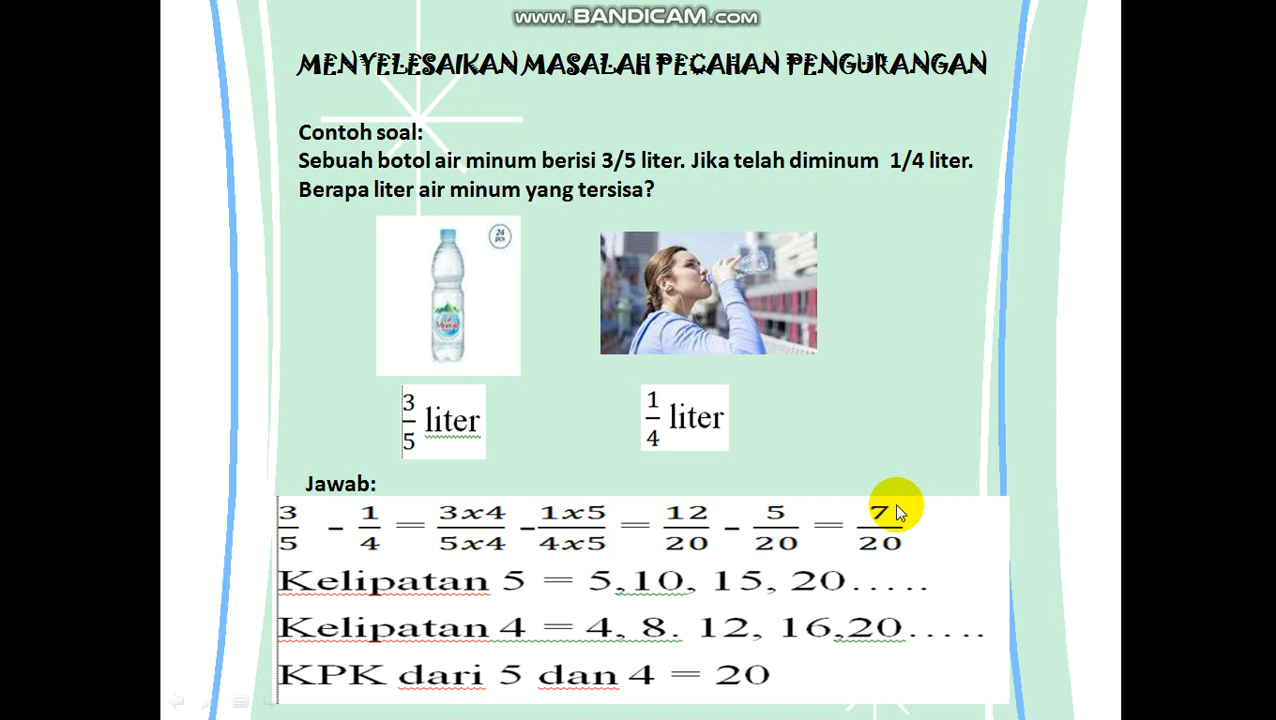 www.BANDICAM.com
MENYELESAIKAN MASALAH PECAHAN PENGURANGAN
Contoh soal:
Sebuah botol air minum berisi 3/5 liter. Jika telah diminum 1/4 liter.
Berapa liter air minum yang tersisa?
24
pcs
3/5 liter
1/4 liter
Jawab:
3/5 - 1/4 = 3x4/5x4 - 1x5/4x5 = 12/20 - 5/20 = 7/20
Kelipatan 5 = 5,10, 15, 20.....
Kelipatan 4 = 4, 8. 12, 16,20.....
KPK dari 5 dan 4 = 20